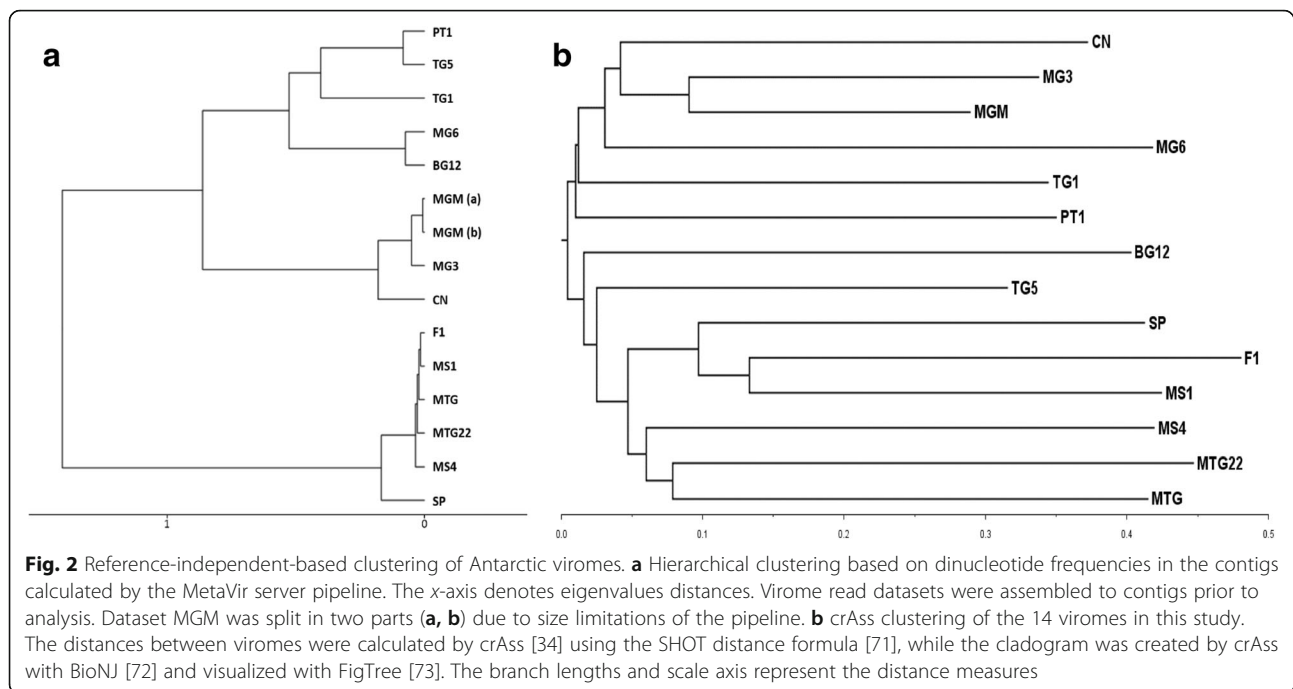 a
PT1
TG5
TG1
MG6
BG12
MGM (a)
MGM (b)
MG3
CN
F1
MS1
MTG
MTG22
MS4
SP
1
0
b
CN
MG3
MGM
MG6
TG1
PT1
BG12
TG5
SP
F1
MS1
MS4
MTG22
MTG
0.0
0.1
0.2
0.3
0.4
0.5
Fig. 2 Reference-independent-based clustering of Antarctic viromes. a Hierarchical clustering based on dinucleotide frequencies in the contigs
calculated by the MetaVir server pipeline. The x-axis denotes eigenvalues distances. Virome read datasets were assembled to contigs prior to
analysis. Dataset MGM was split in two parts (a, b) due to size limitations of the pipeline. b crAss clustering of the 14 viromes in this study.
The distances between viromes were calculated by crAss [34] using the SHOT distance formula [71], while the cladogram was created by crAss
with BioNJ [72] and visualized with FigTree [73]. The branch lengths and scale axis represent the distance measures